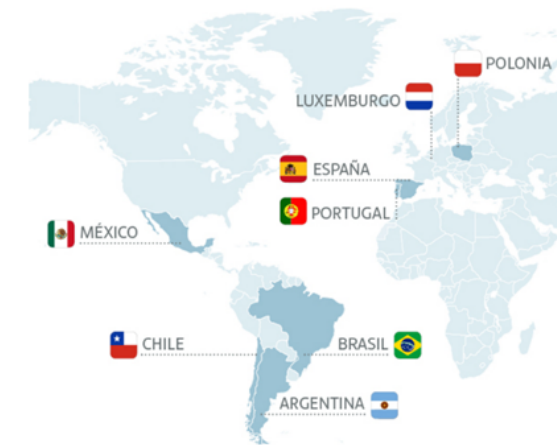 POLONIA
LUXEMBURGO
ESPAÑA
PORTUGAL
MÉXICO
CHILE
BRASIL
ARGENTINA